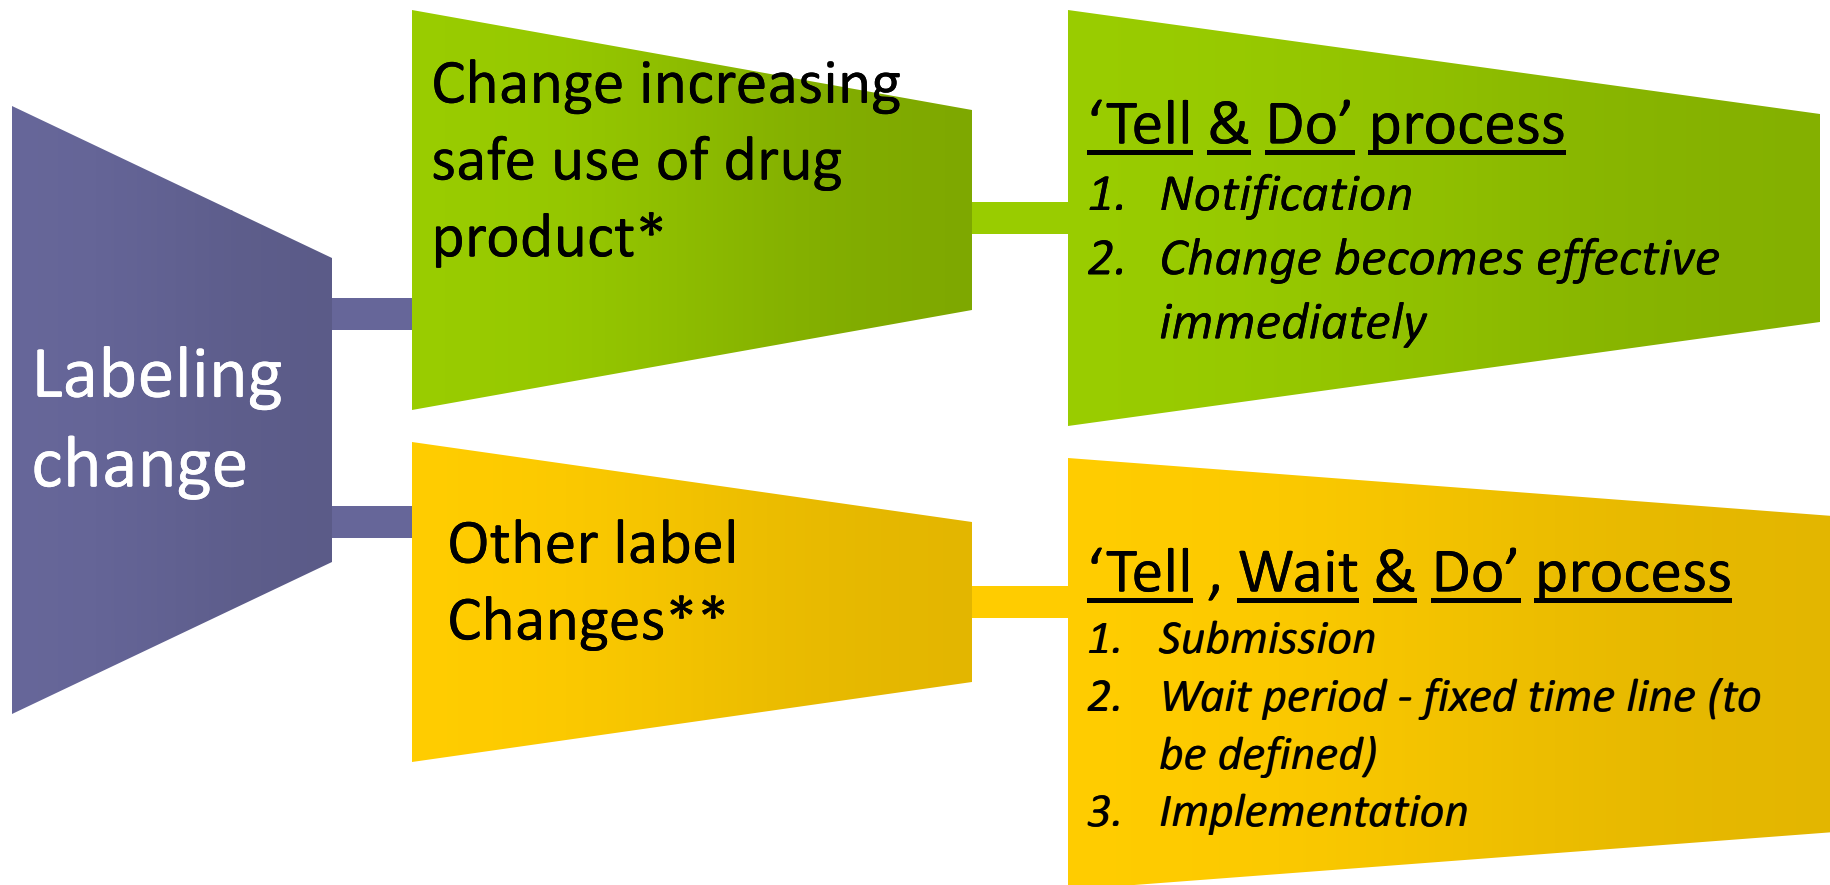 Labeling
change
Change increasing
safe use of drug
product*
‘Tell & Do’ process
1. Notification
2. Change becomes effective
immediately
Other label
Changes**
‘Tell , Wait & Do’ process
1. Submission
2. Wait period - fixed time line (to
be defined)
3. Implementation